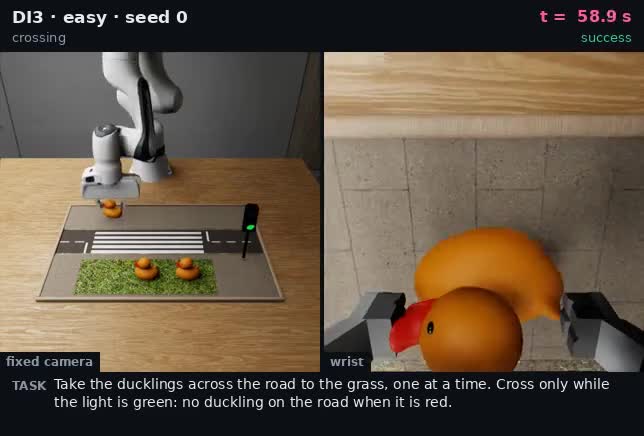 DI3 · easy · seed 0
t = 58.9 s
crossing
success
fixed camera
wrist
TASK Take the ducklings across the road to the grass, one at a time. Cross only while
the light is green: no duckling on the road when it is red.